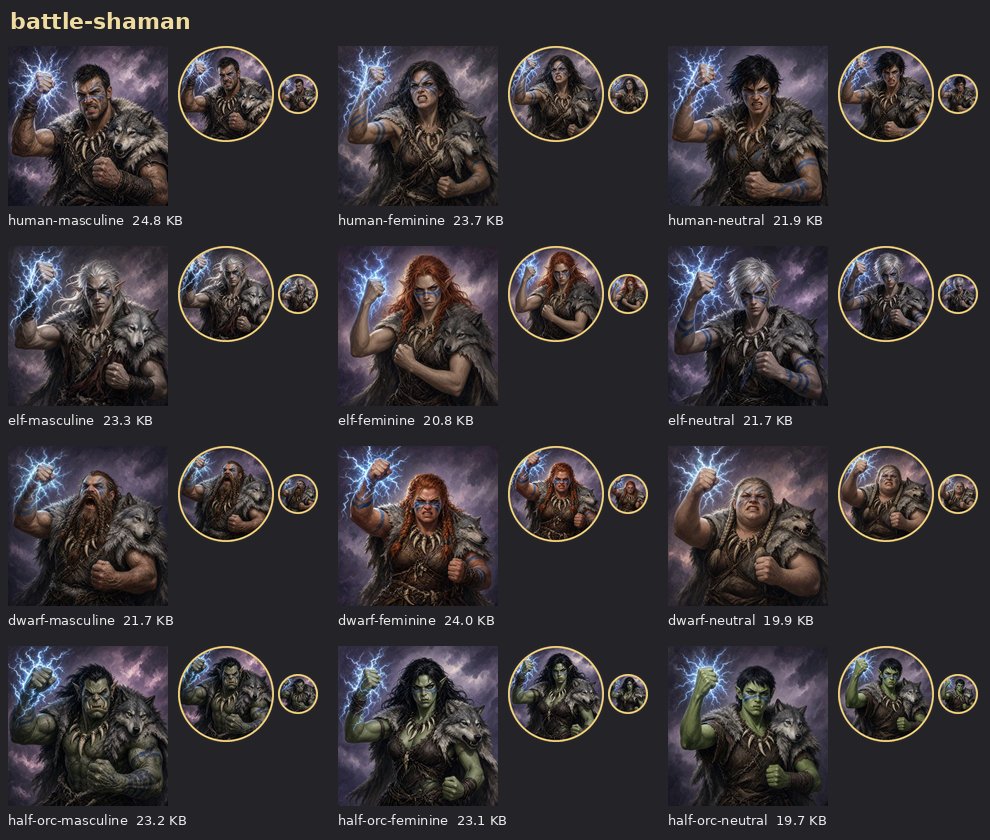 battle-shaman
human-masculine 24.8 KB
human-feminine 23.7 KB
human-neutral 21.9 KB
elf-masculine 23.3 KB
elf-feminine 20.8 KB
elf-neutral 21.7 KB
dwarf-masculine 21.7 KB
dwarf-feminine 24.0 KB
dwarf-neutral 19.9 KB
half-orc-masculine 23.2 KB
half-orc-feminine 23.1 KB
half-orc-neutral 19.7 KB